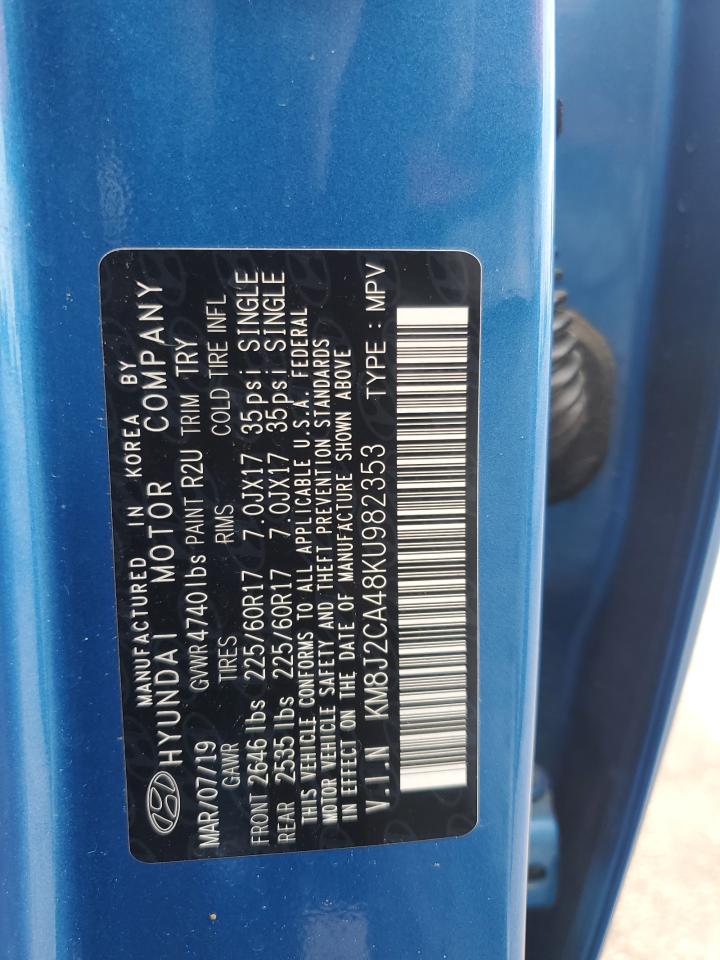 MANUFACTURED IN KOREA BY
HYUNDAI MOTOR COMPANY
MAR/07/19 GVWR 4740 lbs PAINT R2U TRIM TRY
GAWR TIRES RIMS COLD TIRE INFL
FRONT 2646 lbs 225/60R17 7.0JX17 35psi SINGLE
REAR 2535 lbs 225/60R17 7.0JX17 35psi SINGLE
THIS VEHICLE CONFORMS TO ALL APPLICABLE U.S.A. FEDERAL
MOTOR VEHICLE SAFETY AND THEFT PREVENTION STANDARDS
IN EFFECT ON THE DATE OF MANUFACTURE SHOWN ABOVE
V.I.N KM8J2CA48KU982353 TYPE : MPV